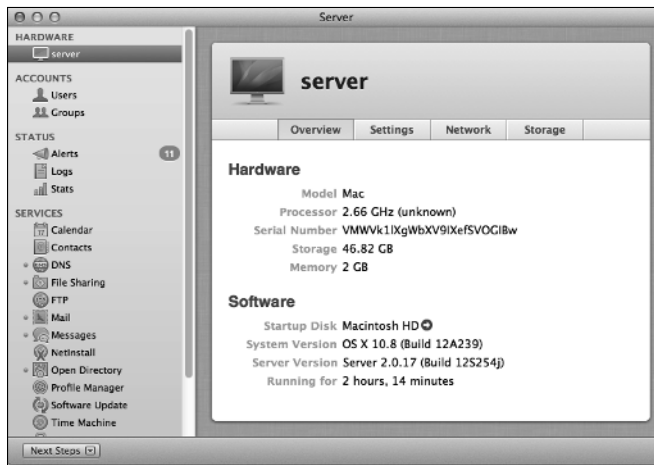 Server
HARDWARE
server
ACCOUNTS
Users
Groups
STATUS
Alerts 11
Logs
Stats
SERVICES
Calendar
Contacts
DNS
File Sharing
FTP
Mail
Messages
NetInstall
Open Directory
Profile Manager
Software Update
Time Machine
Next Steps
server
Overview Settings Network Storage
Hardware
Model Mac
Processor 2.66 GHz (unknown)
Serial Number
Storage 46.82 GB
Memory 2 GB
Software
Startup Disk Macintosh HD
System Version OS X 10.8 (Build 12A239)
Server Version Server 2.0.17 (Build 12S254j)
Running for 2 hours, 14 minutes